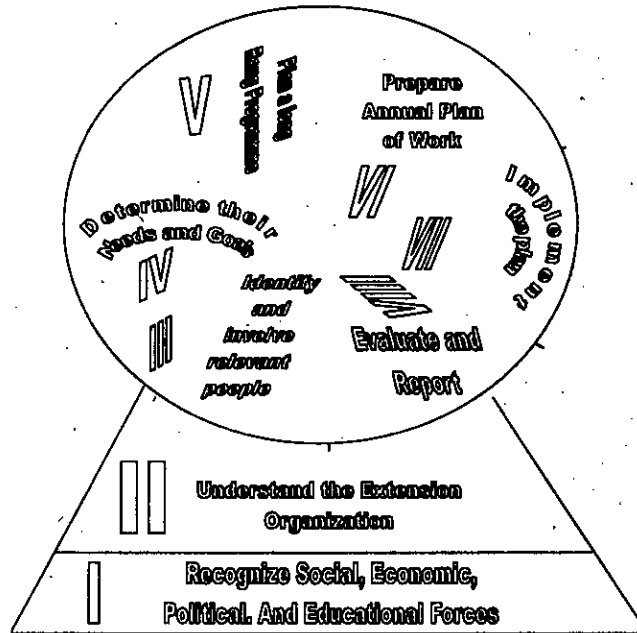 V
Plan a long
Range Programme
Prepare
Annual Plan
of Work
VI
Implement
the plan
VII
Determine their
Needs and Goals
IV
III
Identify
and
involve
relevant
people
VIII
Evaluate and
Report
II
Understand the Extension
Organization
I
Recognize Social, Economic,
Political. And Educational Forces